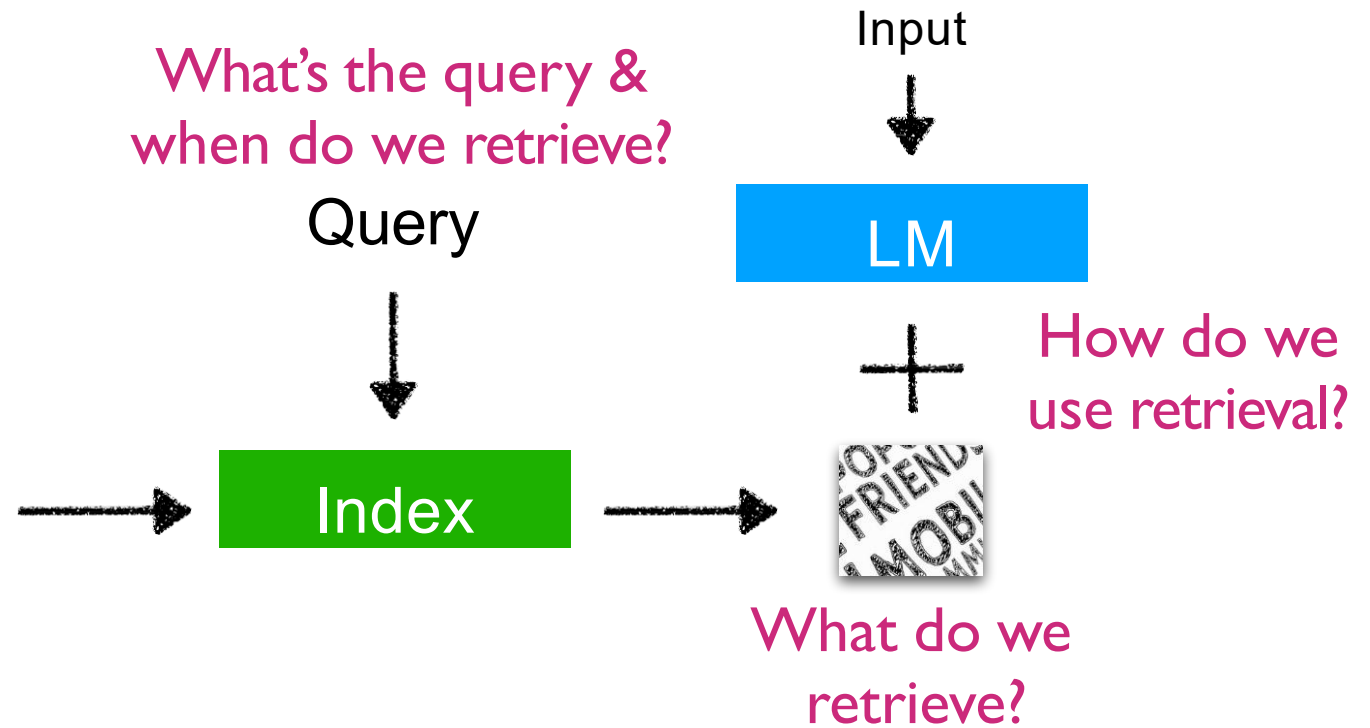 What's the query &
when do we retrieve?
Query
Index
Input
LM
How do we
use retrieval?
FRIENDS
What do we
retrieve?